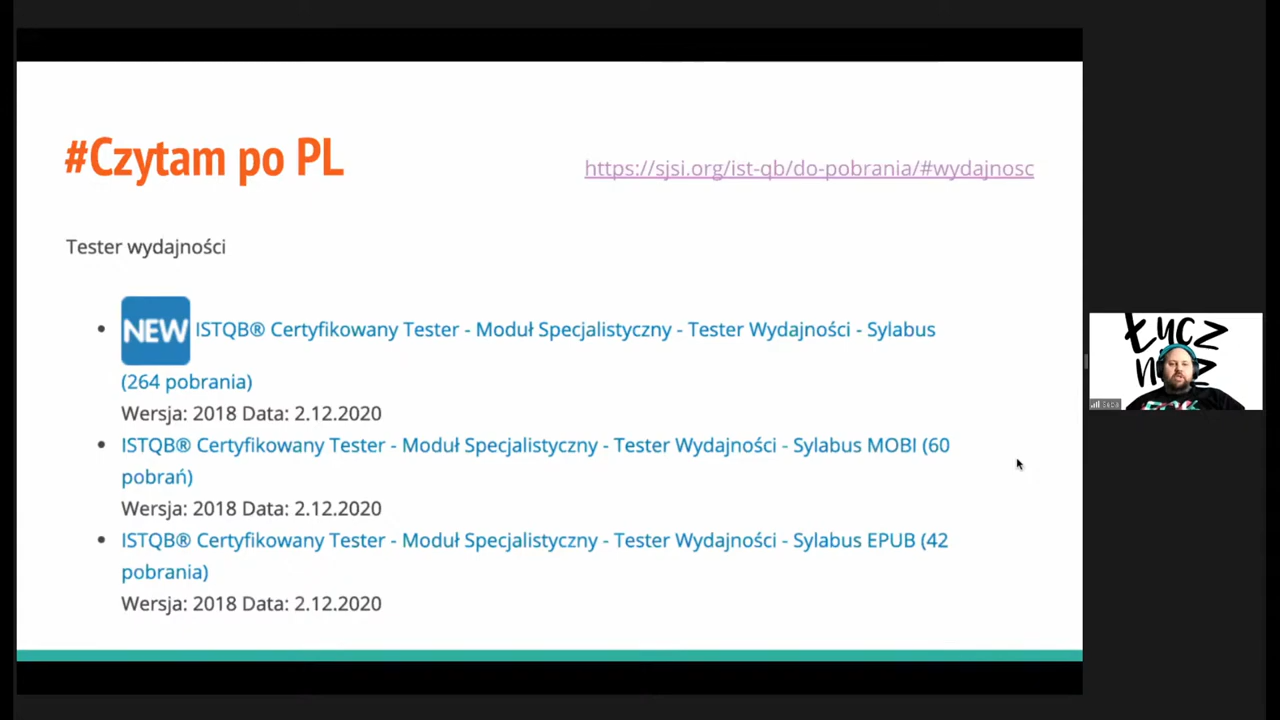 #Czytam po PL
https://sjsi.org/ist-qb/do-pobrania/#wydajnosc
Tester wydajności
NEW ISTQB® Certyfikowany Tester - Moduł Specjalistyczny - Tester Wydajności - Sylabus
(264 pobrania)
Wersja: 2018 Data: 2.12.2020
ISTQB® Certyfikowany Tester - Moduł Specjalistyczny - Tester Wydajności - Sylabus MOBI (60
pobrań)
Wersja: 2018 Data: 2.12.2020
ISTQB® Certyfikowany Tester - Moduł Specjalistyczny - Tester Wydajności - Sylabus EPUB (42
pobrania)
Wersja: 2018 Data: 2.12.2020